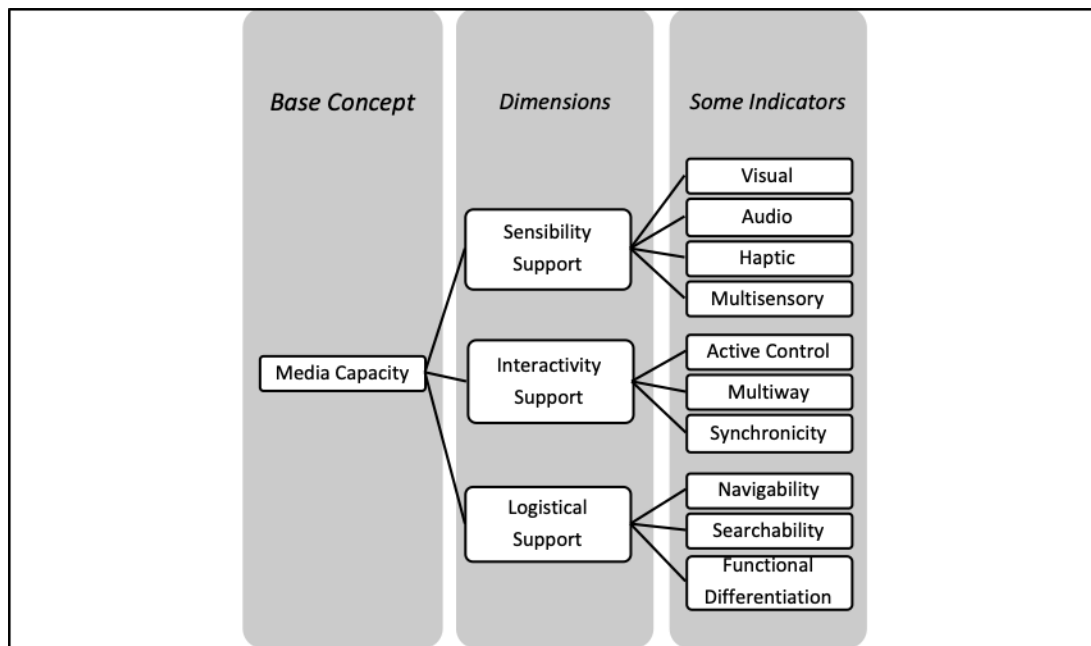 Base Concept
Dimensions
Some Indicators
Media Capacity
Sensibility
Support
Visual
Audio
Haptic
Multisensory
Interactivity
Support
Active Control
Multiway
Synchronicity
Logistical
Support
Navigability
Searchability
Functional
Differentiation